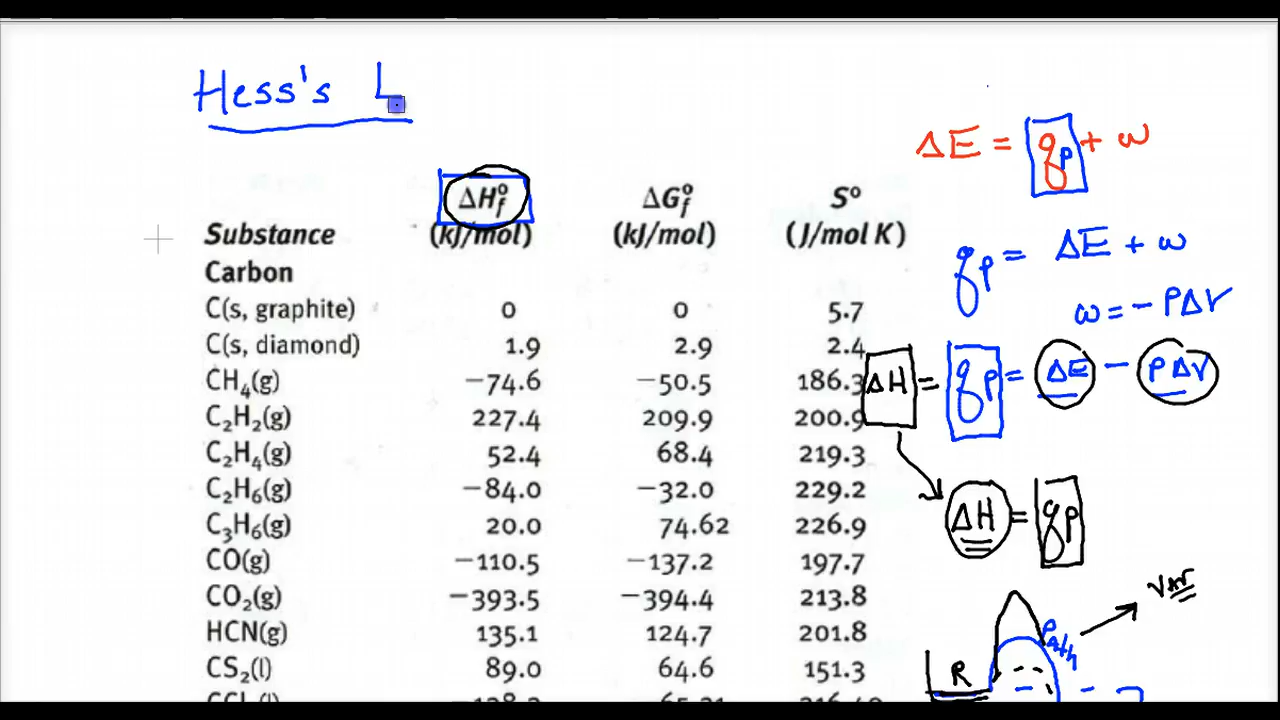 Hess's L
ΔE = qp + w
ΔH°f ΔG°f S°
Substance (kJ/mol) (kJ/mol) (J/mol K)
qp = ΔE + w
Carbon
C(s, graphite) 0 0 5.7
w = - PΔV
C(s, diamond) 1.9 2.9 2.4
CH₄(g) −74.6 −50.5 186.3
ΔH = qp = ΔE - PΔV
C₂H₂(g) 227.4 209.9 200.9
C₂H₄(g) 52.4 68.4 219.3
C₂H₆(g) −84.0 −32.0 229.2
C₃H₆(g) 20.0 74.62 226.9
ΔH = qp
CO(g) −110.5 −137.2 197.7
CO₂(g) −393.5 −394.4 213.8
HCN(g) 135.1 124.7 201.8
Path
CS₂(l) 89.0 64.6 151.3
R